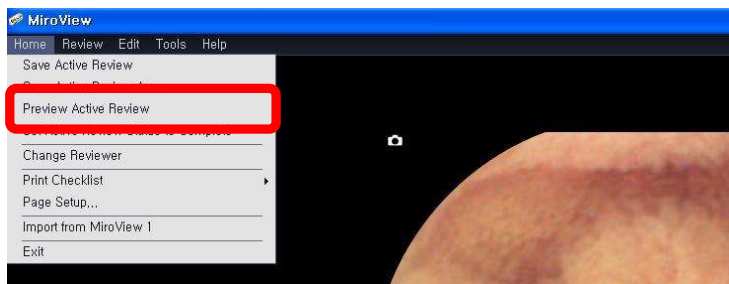 MiroView
Home Review Edit Tools Help
Save Active Review
Preview Active Review
Change Reviewer
Print Checklist
Page Setup...
Import from MiroView 1
Exit